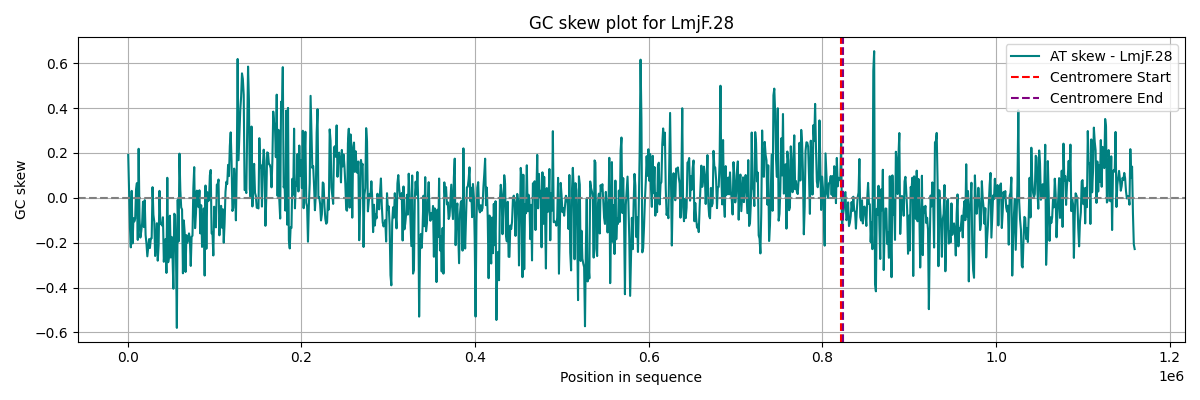 GC skew plot for LmjF.28
AT skew - LmjF.28
Centromere Start
Centromere End
GC skew
0.6
0.4
0.2
0.0
−0.2
−0.4
−0.6
0.0 0.2 0.4 0.6 0.8 1.0 1.2
1e6
Position in sequence